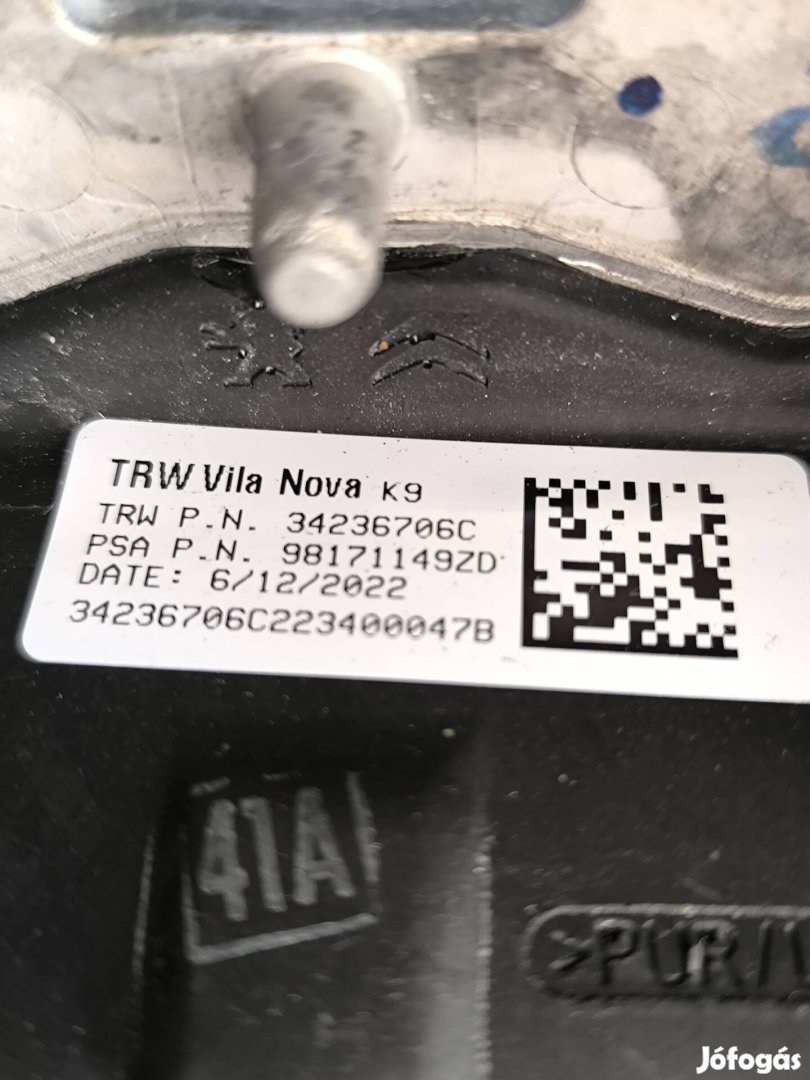 TRW Vila Nova K9
TRW P.N. 34236706C
PSA P.N. 98171149ZD
DATE: 6/12/2022
34236706C223400047B
41A
>PUR/
Jófogás